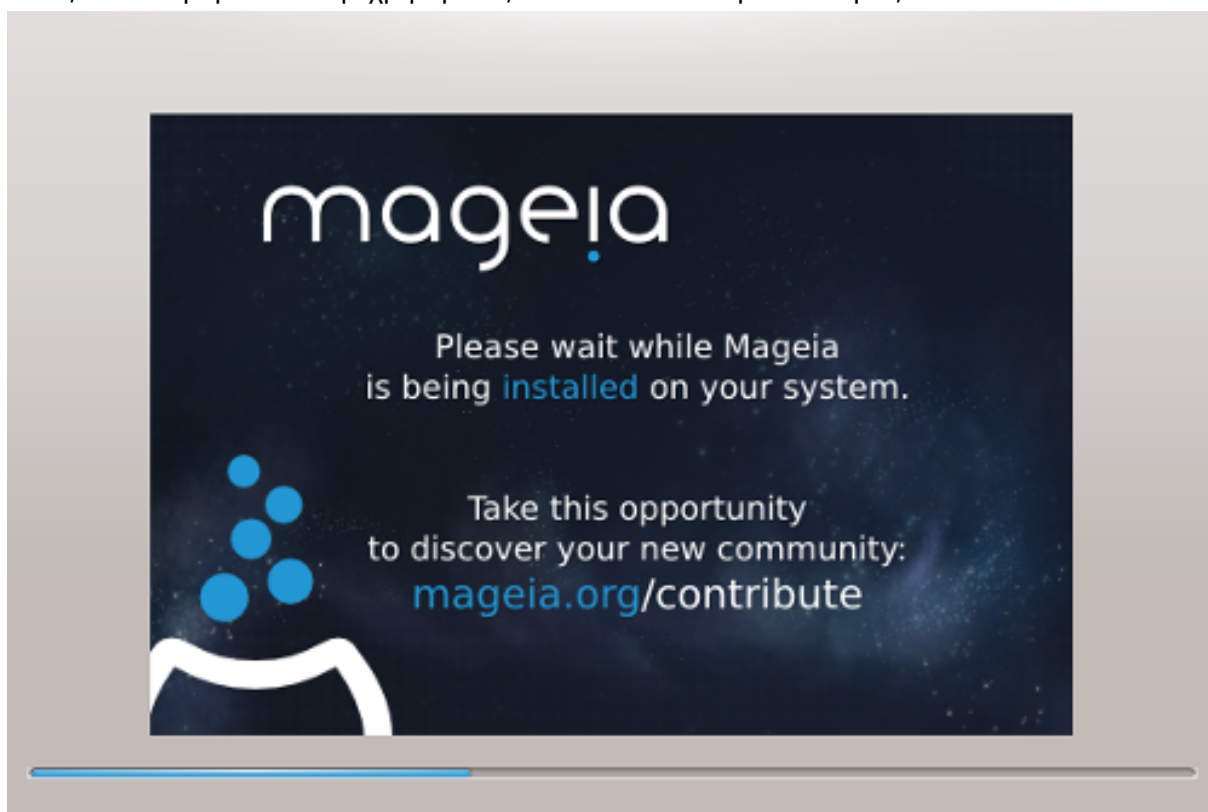 mageia
Please wait while Mageia
is being installed on your system.
Take this opportunity
to discover your new community:
mageia.org/contribute